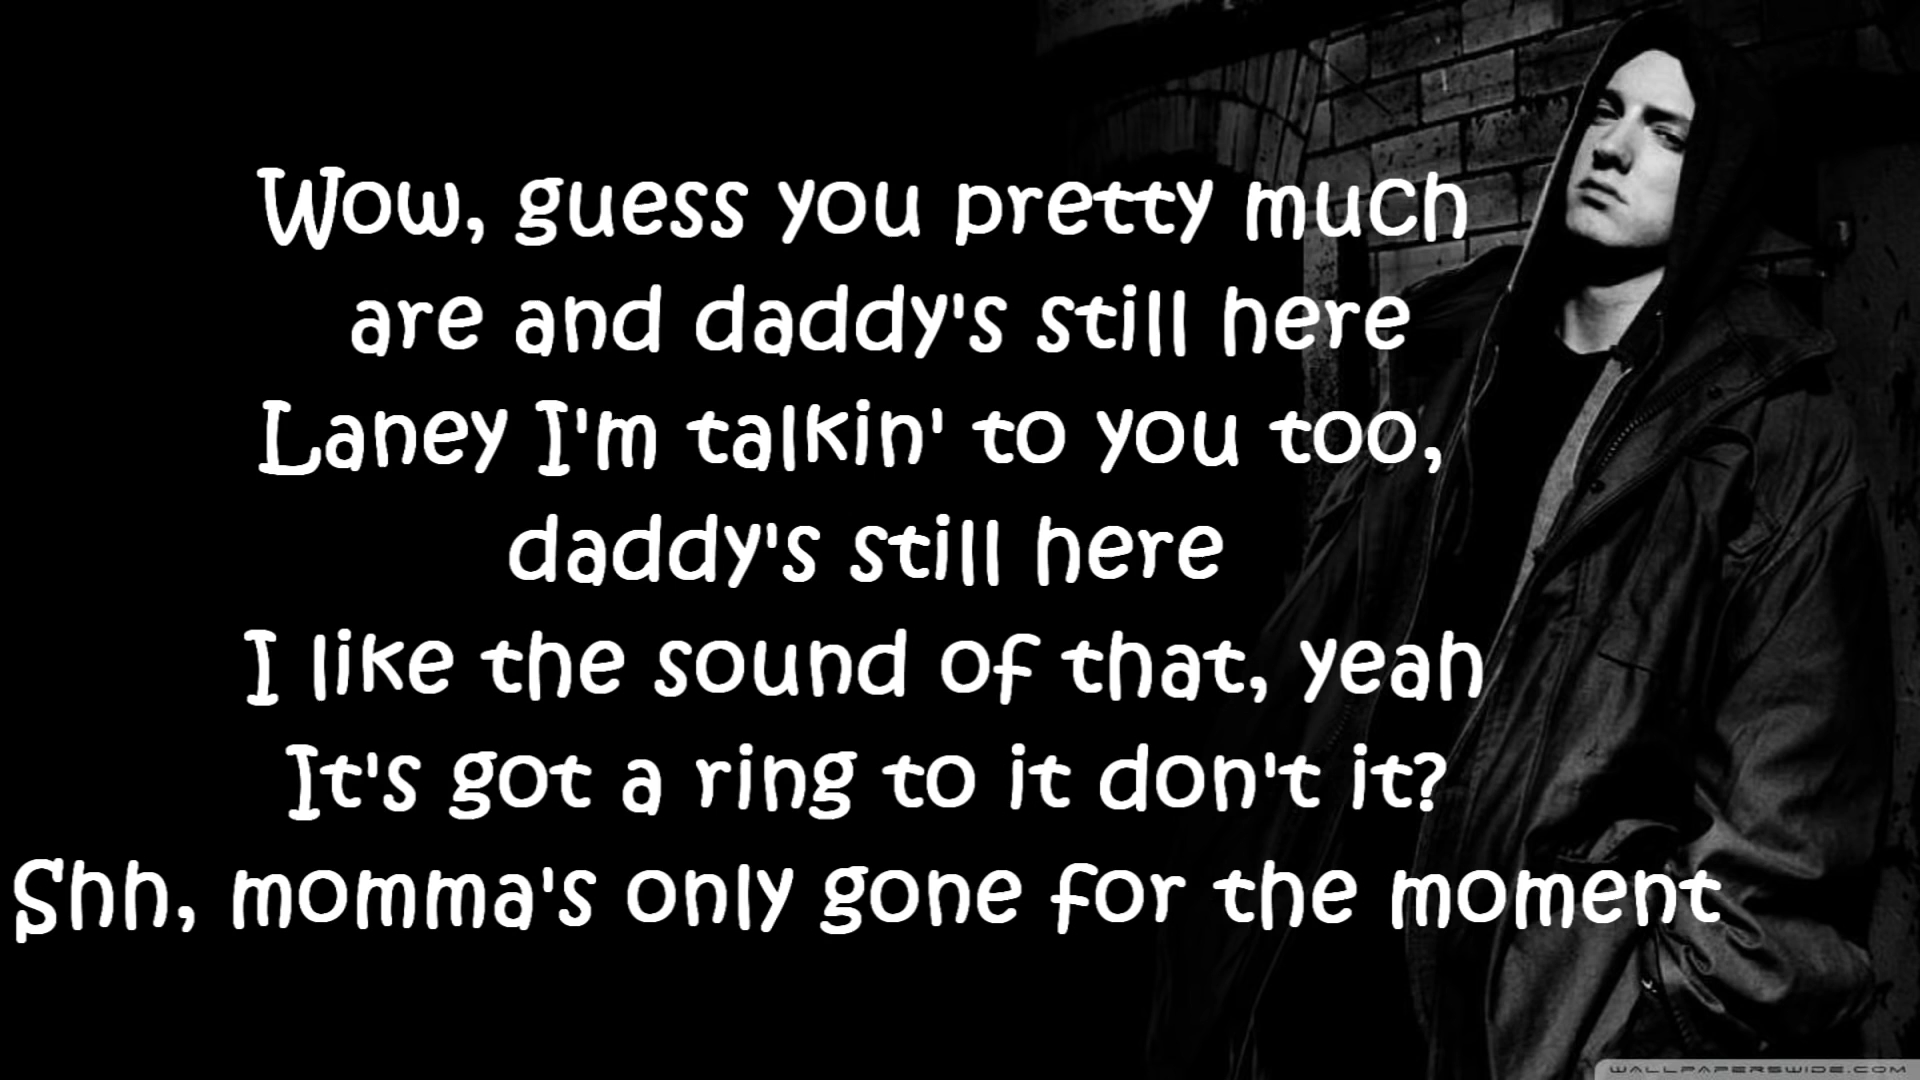 Wow, guess you pretty much
are and daddy's still here
Laney I'm talkin' to you too,
daddy's still here
I like the sound of that, yeah
It's got a ring to it don't it?
Shh, momma's only gone for the moment
WALLPAPERSWIDE.COM